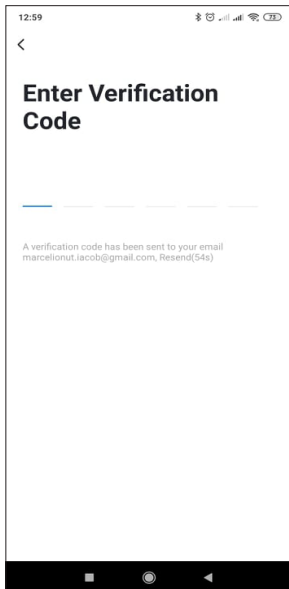 12:59
73
Enter Verification
Code
A verification code has been sent to your email
marcelionut.iacob@gmail.com, Resend(54s)